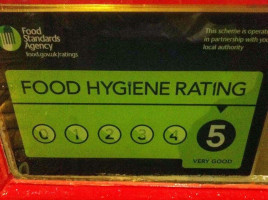 Food
Standards
Agency
food.gov.uk/ratings
This scheme is operated
in partnership with your
local authority
FOOD HYGIENE RATING
0 1 2 3 4 5
VERY GOOD